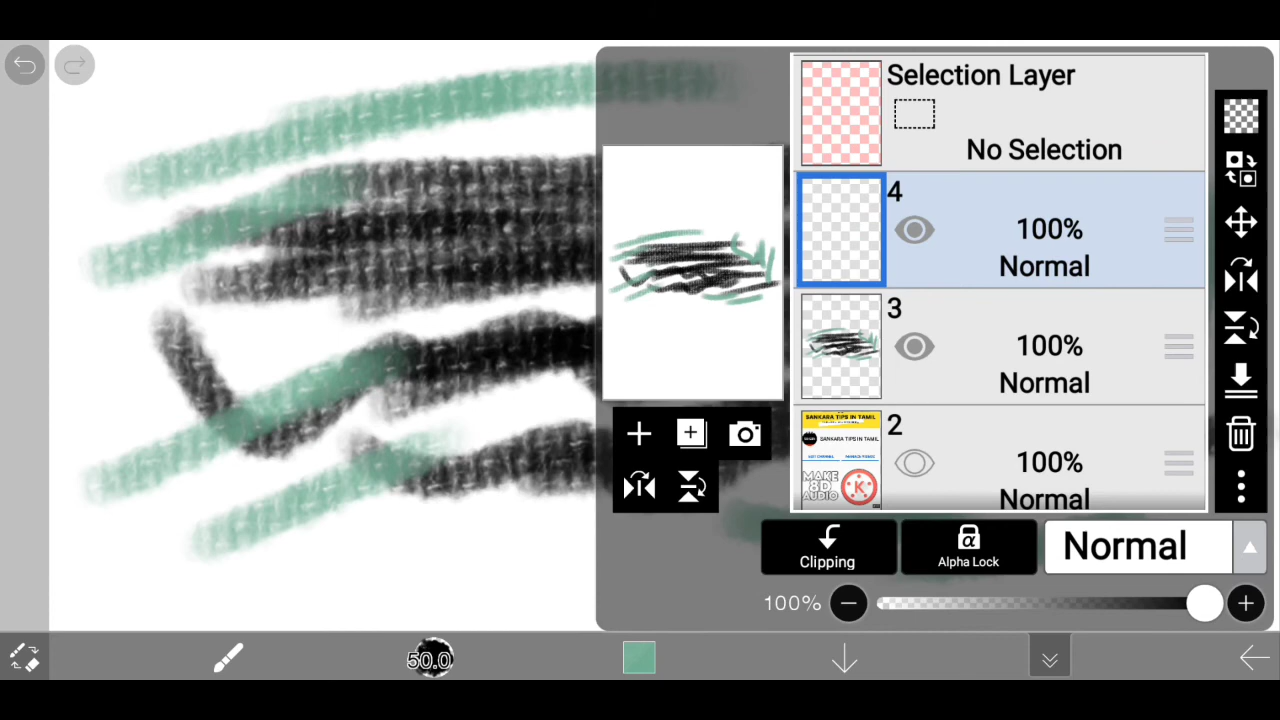 Selection Layer
No Selection
4
100%
Normal
3
100%
Normal
2
100%
Normal
SANKARA TIPS IN TAMIL
SANKARA TIPS IN TAMIL
MAKE
8D
AUDIO
K
Clipping
α
Alpha Lock
Normal
100%
50.0